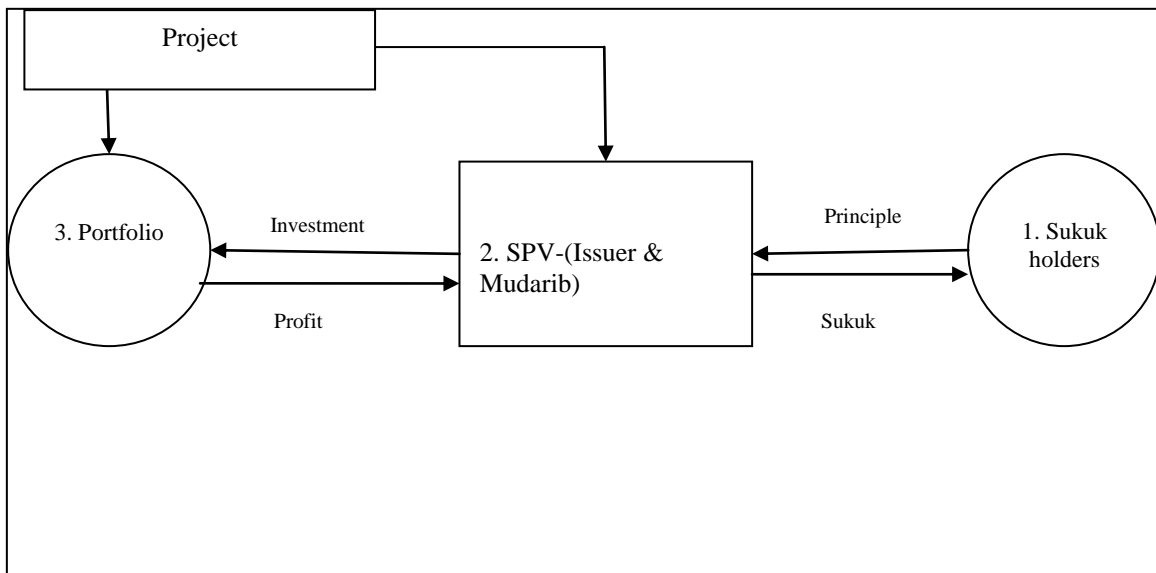 Project
3. Portfolio
Investment
Profit
2. SPV-(Issuer &
Mudarib)
Principle
Sukuk
1. Sukuk
holders